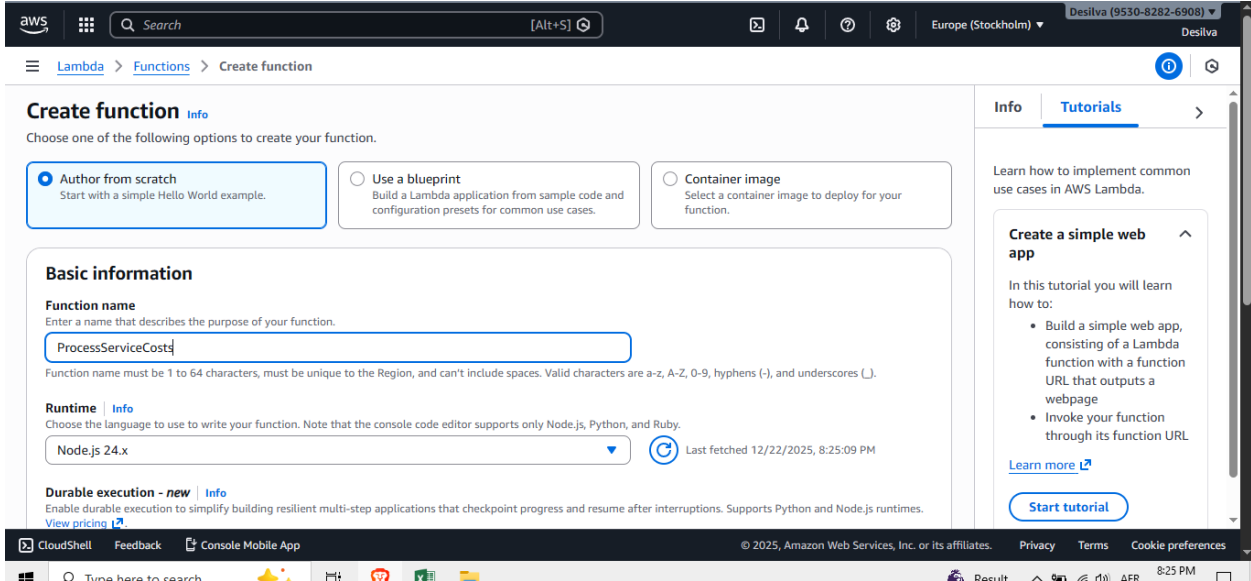 aws
Search [Alt+S]
Europe (Stockholm) ▼
Desilva (9530-8282-6908) ▼
Desilva
Lambda > Functions > Create function
Create function Info
Choose one of the following options to create your function.
Author from scratch
Start with a simple Hello World example.
Use a blueprint
Build a Lambda application from sample code and
configuration presets for common use cases.
Container image
Select a container image to deploy for your
function.
Basic information
Function name
Enter a name that describes the purpose of your function.
ProcessServiceCosts
Function name must be 1 to 64 characters, must be unique to the Region, and can't include spaces. Valid characters are a-z, A-Z, 0-9, hyphens (-), and underscores (_).
Runtime Info
Choose the language to use to write your function. Note that the console code editor supports only Node.js, Python, and Ruby.
Node.js 24.x
Last fetched 12/22/2025, 8:25:09 PM
Durable execution - new Info
Enable durable execution to simplify building resilient multi-step applications that checkpoint progress and resume after interruptions. Supports Python and Node.js runtimes.
View pricing .
Info Tutorials
Learn how to implement common
use cases in AWS Lambda.
Create a simple web
app
In this tutorial you will learn
how to:
• Build a simple web app,
consisting of a Lambda
function with a function
URL that outputs a
webpage
• Invoke your function
through its function URL
Learn more
Start tutorial
CloudShell Feedback Console Mobile App
© 2025, Amazon Web Services, Inc. or its affiliates. Privacy Terms Cookie preferences
Type here to search
Result
AFR
8:25 PM